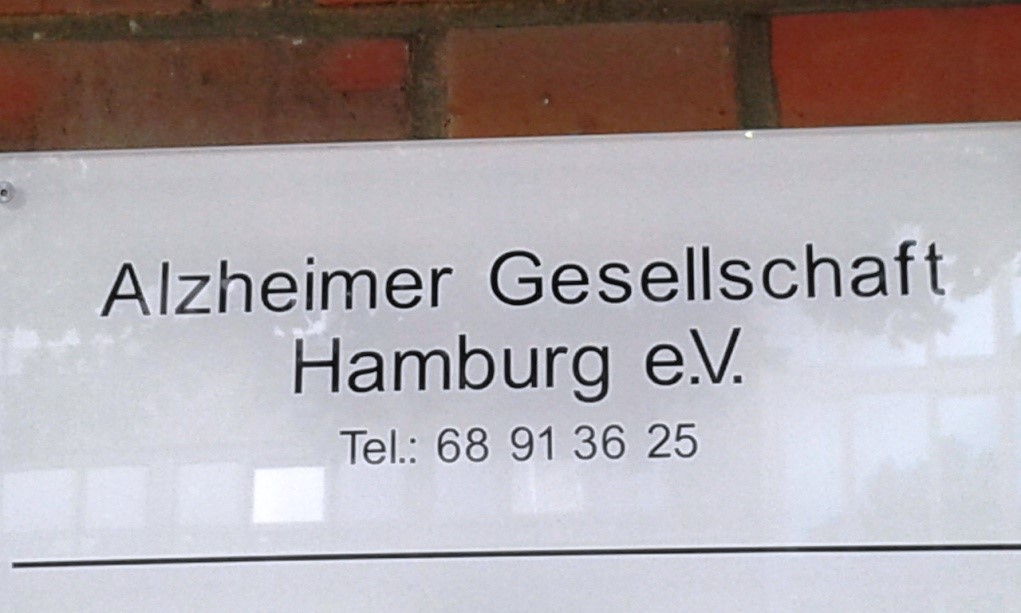 Alzheimer Gesellschaft
Hamburg e.V.
Tel.: 68 91 36 25